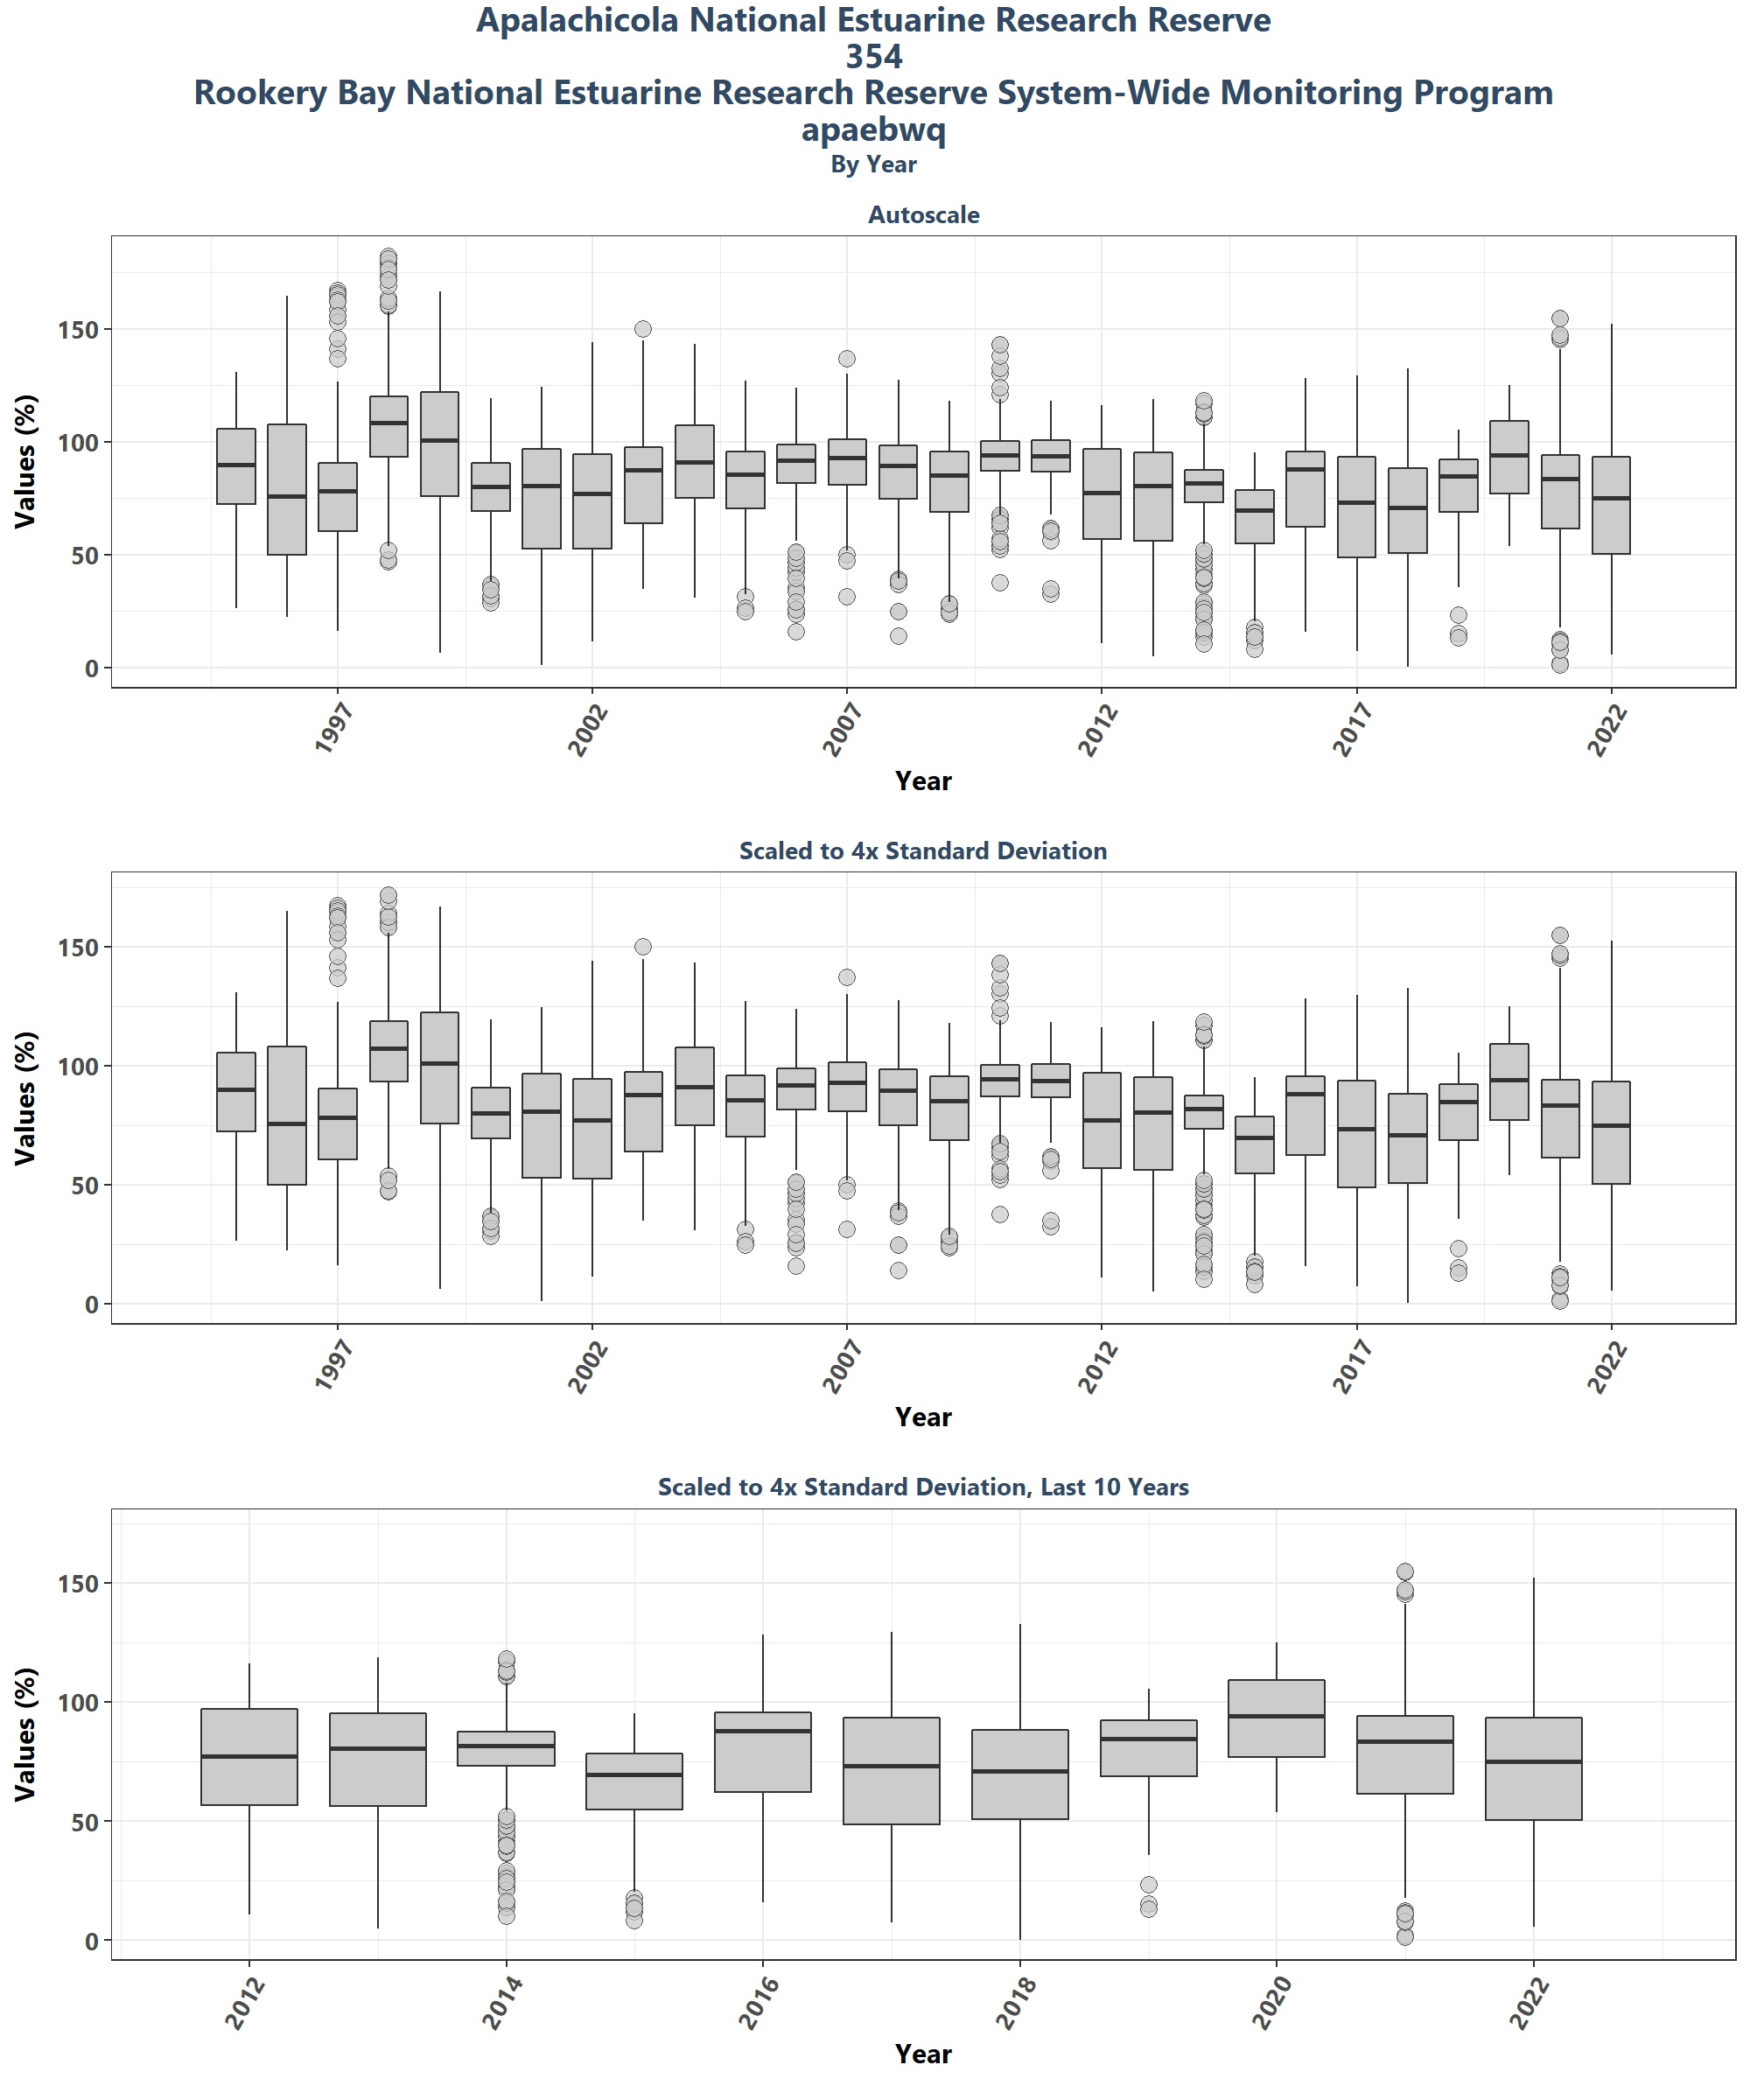 Apalachicola National Estuarine Research Reserve
354
Rookery Bay National Estuarine Research Reserve System-Wide Monitoring Program
apaebwq
By Year
Autoscale
Values (%)
150
100
50
0
1997 2002 2007 2012 2017 2022
Year
Scaled to 4x Standard Deviation
Values (%)
150
100
50
0
1997 2002 2007 2012 2017 2022
Year
Scaled to 4x Standard Deviation, Last 10 Years
Values (%)
150
100
50
0
2012 2014 2016 2018 2020 2022
Year